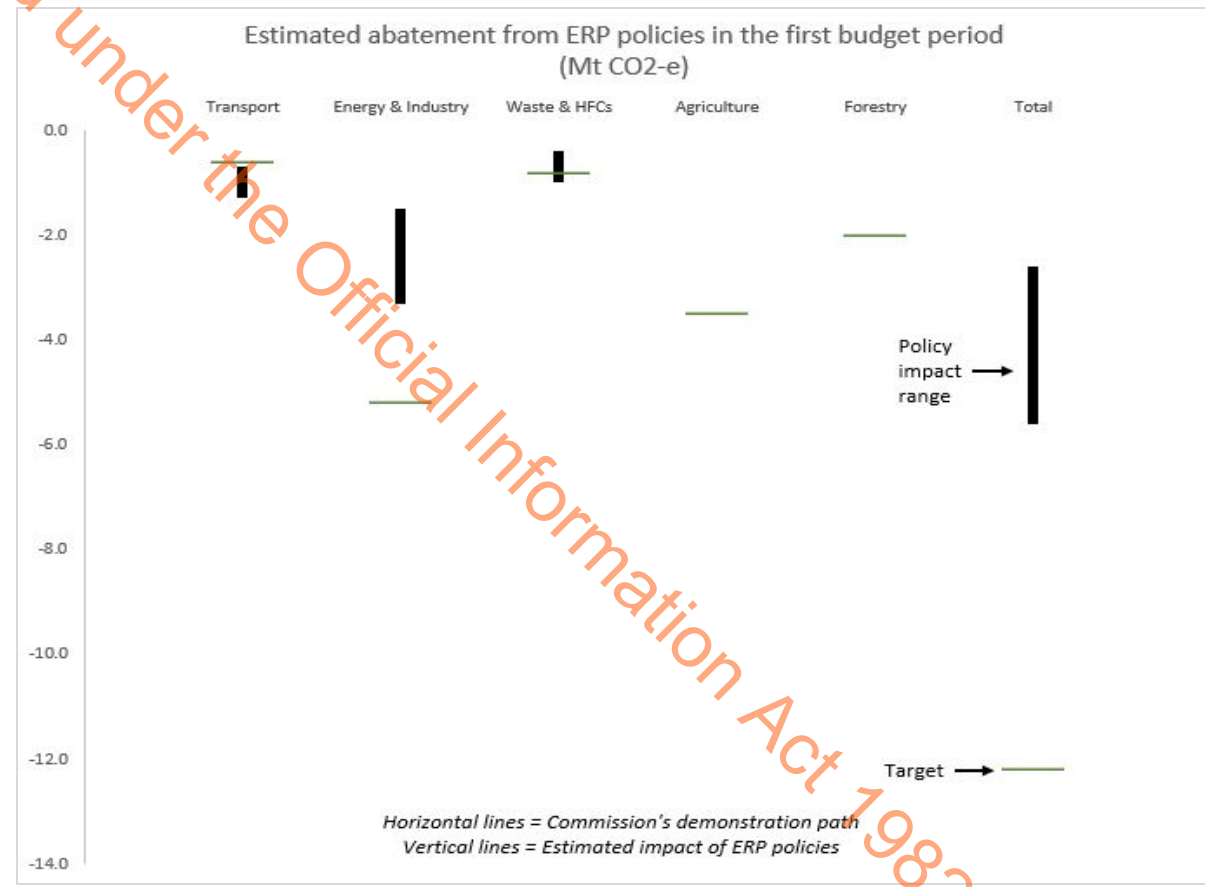 Estimated abatement from ERP policies in the first budget period
(Mt CO2-e)
Transport
Energy & Industry
Waste & HFCs
Agriculture
Forestry
Total
0.0
-2.0
-4.0
-6.0
-8.0
-10.0
-12.0
-14.0
Policy
impact
range
Target
Horizontal lines = Commission's demonstration path
Vertical lines = Estimated impact of ERP policies
under the Official Information Act 198